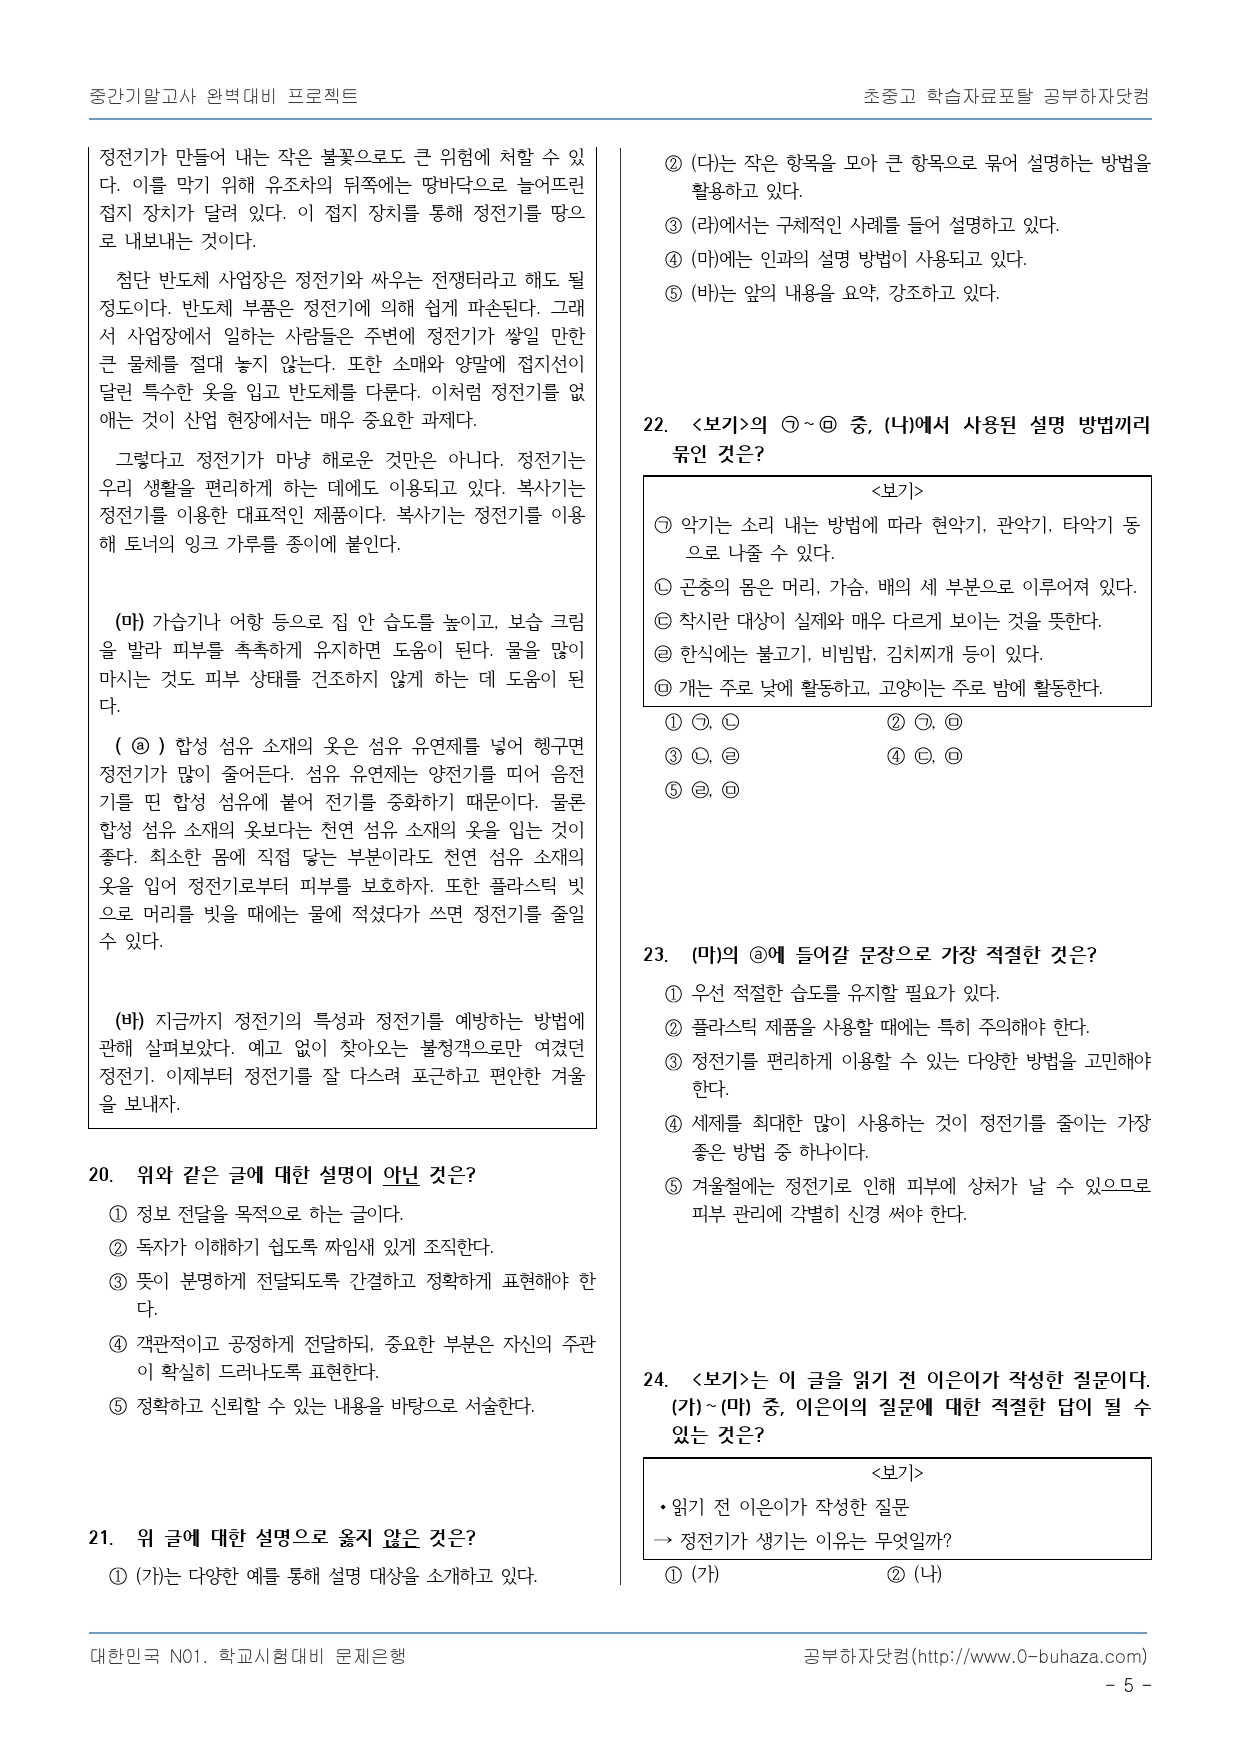 중간기말고사 완벽대비 프로젝트
초중고 학습자료포탈 공부하자닷컴
정전기가 만들어 내는 작은 불꽃으로도 큰 위험에 처할 수 있
다. 이를 막기 위해 유조차의 뒤쪽에는 땅바닥으로 늘어뜨린
접지 장치가 달려 있다. 이 접지 장치를 통해 정전기를 땅으
로 내보내는 것이다.
첨단 반도체 사업장은 정전기와 싸우는 전쟁터라고 해도 될
정도이다. 반도체 부품은 정전기에 의해 쉽게 파손된다. 그래
서 사업장에서 일하는 사람들은 주변에 정전기가 쌓일 만한
큰 물체를 절대 놓지 않는다. 또한 소매와 양말에 접지선이
달린 특수한 옷을 입고 반도체를 다룬다. 이처럼 정전기를 없
애는 것이 산업 현장에서는 매우 중요한 과제다.
그렇다고 정전기가 마냥 해로운 것만은 아니다. 정전기는
우리 생활을 편리하게 하는 데에도 이용되고 있다. 복사기는
정전기를 이용한 대표적인 제품이다. 복사기는 정전기를 이용
해 토너의 잉크 가루를 종이에 붙인다.
(마) 가습기나 어항 등으로 집 안 습도를 높이고, 보습 크림
을 발라 피부를 촉촉하게 유지하면 도움이 된다. 물을 많이
마시는 것도 피부 상태를 건조하지 않게 하는 데 도움이 된
다.
( ⓐ ) 합성 섬유 소재의 옷은 섬유 유연제를 넣어 헹구면
정전기가 많이 줄어든다. 섬유 유연제는 양전기를 띠어 음전
기를 띤 합성 섬유에 붙어 전기를 중화하기 때문이다. 물론
합성 섬유 소재의 옷보다는 천연 섬유 소재의 옷을 입는 것이
좋다. 최소한 몸에 직접 닿는 부분이라도 천연 섬유 소재의
옷을 입어 정전기로부터 피부를 보호하자. 또한 플라스틱 빗
으로 머리를 빗을 때에는 물에 적셨다가 쓰면 정전기를 줄일
수 있다.
(바) 지금까지 정전기의 특성과 정전기를 예방하는 방법에
관해 살펴보았다. 예고 없이 찾아오는 불청객으로만 여겼던
정전기. 이제부터 정전기를 잘 다스려 포근하고 편안한 겨울
을 보내자.
20. 위와 같은 글에 대한 설명이 아닌 것은?
① 정보 전달을 목적으로 하는 글이다.
② 독자가 이해하기 쉽도록 짜임새 있게 조직한다.
③ 뜻이 분명하게 전달되도록 간결하고 정확하게 표현해야 한
다.
④ 객관적이고 공정하게 전달하되, 중요한 부분은 자신의 주관
이 확실히 드러나도록 표현한다.
⑤ 정확하고 신뢰할 수 있는 내용을 바탕으로 서술한다.
21. 위 글에 대한 설명으로 옳지 않은 것은?
① (가)는 다양한 예를 통해 설명 대상을 소개하고 있다.
② (다)는 작은 항목을 모아 큰 항목으로 묶어 설명하는 방법을
활용하고 있다.
③ (라)에서는 구체적인 사례를 들어 설명하고 있다.
④ (마)에는 인과의 설명 방법이 사용되고 있다.
⑤ (바)는 앞의 내용을 요약, 강조하고 있다.
22. <보기>의 ㉠~㉤ 중, (나)에서 사용된 설명 방법끼리
묶인 것은?
<보기>
㉠ 악기는 소리 내는 방법에 따라 현악기, 관악기, 타악기 등
으로 나줄 수 있다.
㉡ 곤충의 몸은 머리, 가슴, 배의 세 부분으로 이루어져 있다.
㉢ 착시란 대상이 실제와 매우 다르게 보이는 것을 뜻한다.
㉣ 한식에는 불고기, 비빔밥, 김치찌개 등이 있다.
㉤ 개는 주로 낮에 활동하고, 고양이는 주로 밤에 활동한다.
① ㉠, ㉡ ② ㉠, ㉤
③ ㉡, ㉣ ④ ㉢, ㉤
⑤ ㉣, ㉤
23. (마)의 ⓐ에 들어갈 문장으로 가장 적절한 것은?
① 우선 적절한 습도를 유지할 필요가 있다.
② 플라스틱 제품을 사용할 때에는 특히 주의해야 한다.
③ 정전기를 편리하게 이용할 수 있는 다양한 방법을 고민해야
한다.
④ 세제를 최대한 많이 사용하는 것이 정전기를 줄이는 가장
좋은 방법 중 하나이다.
⑤ 겨울철에는 정전기로 인해 피부에 상처가 날 수 있으므로
피부 관리에 각별히 신경 써야 한다.
24. <보기>는 이 글을 읽기 전 이은이가 작성한 질문이다.
(가)~(마) 중, 이은이의 질문에 대한 적절한 답이 될 수
있는 것은?
<보기>
•읽기 전 이은이가 작성한 질문
→ 정전기가 생기는 이유는 무엇일까?
① (가) ② (나)
대한민국 N01. 학교시험대비 문제은행
공부하자닷컴(http://www.0-buhaza.com)
- 5 -